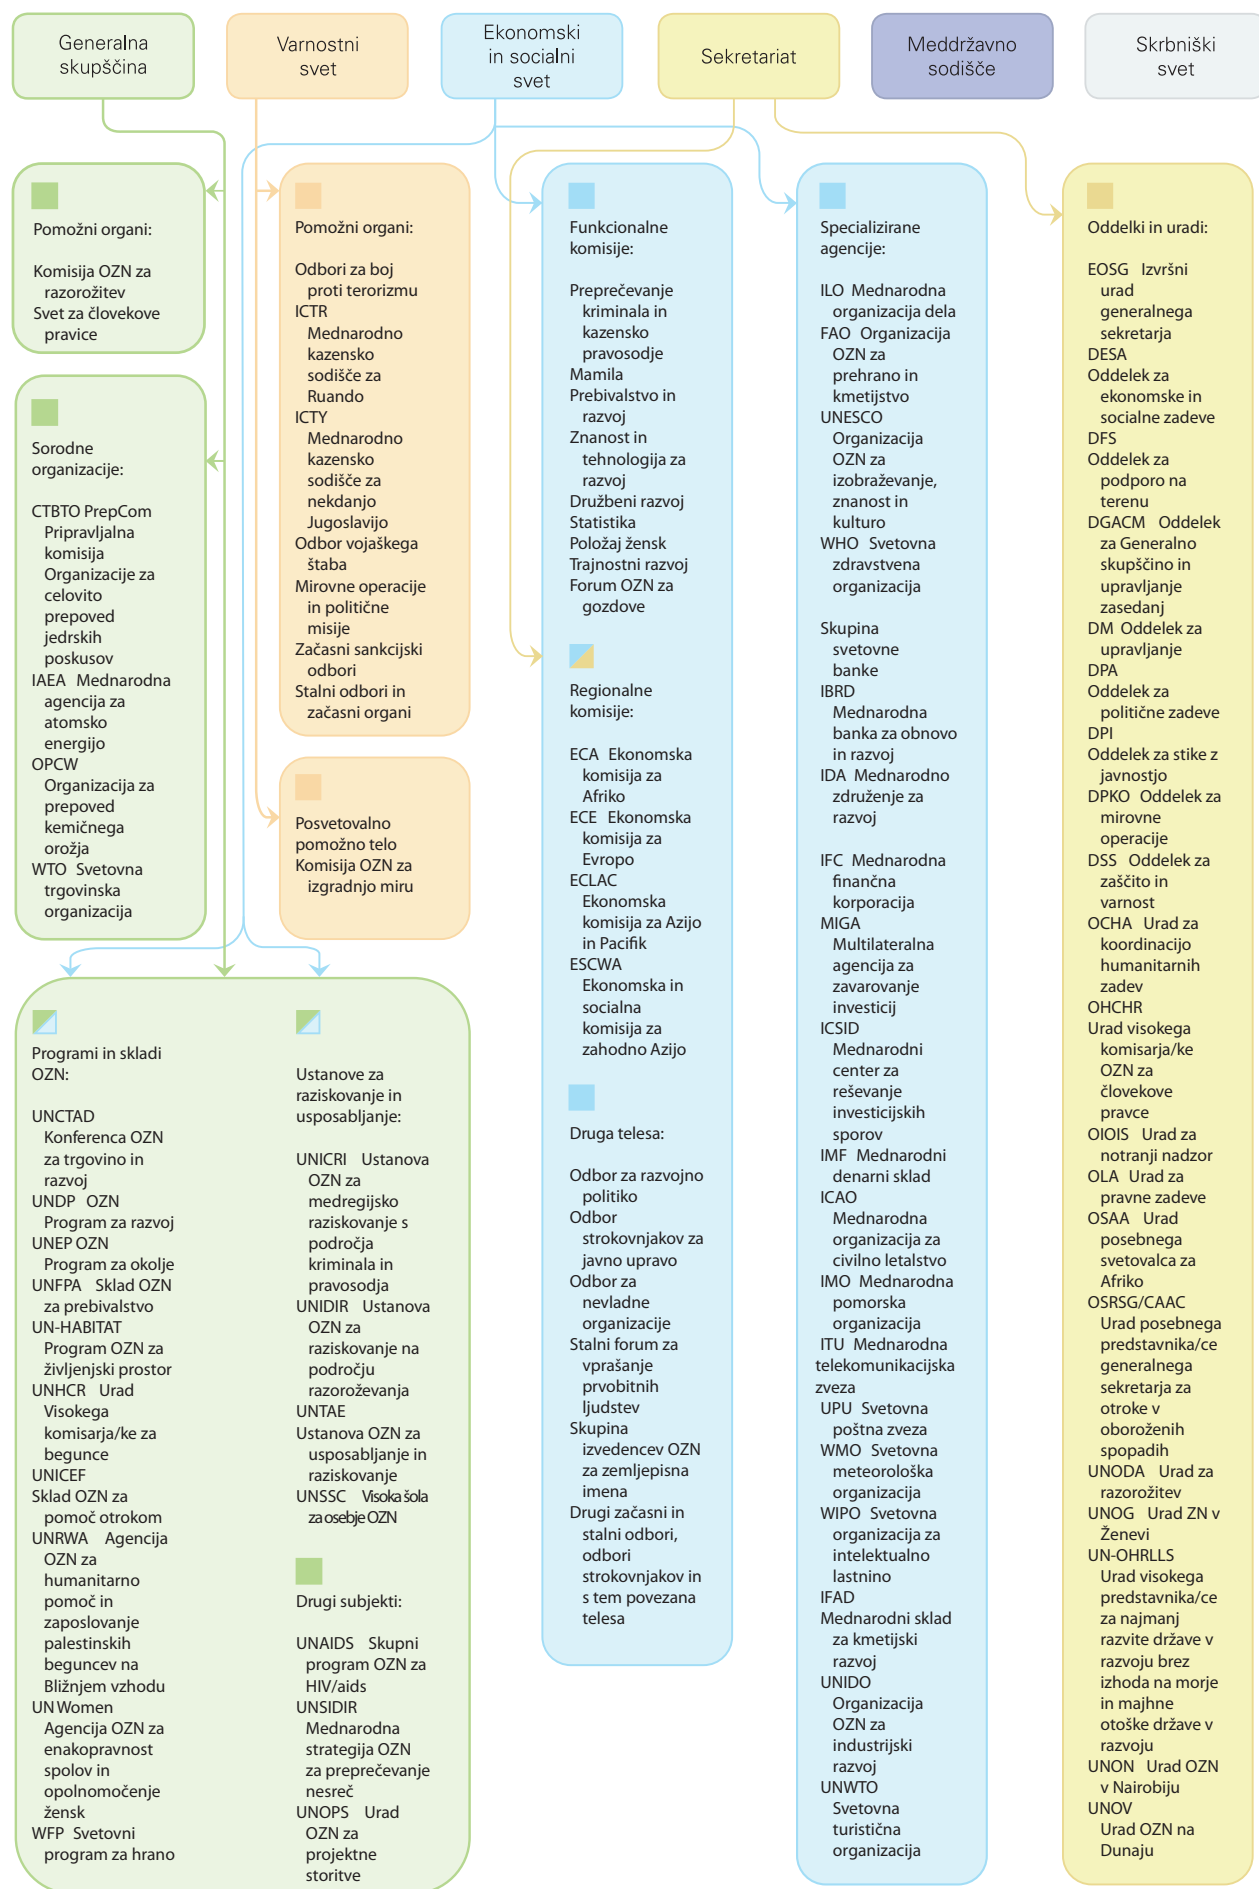 Generalna
skupščina
Varnostni
svet
Ekonomski
in socialni
svet
Sekretariat
Meddržavno
sodišče
Skrbniški
svet
Pomožni organi:
Komisija OZN za
razorožitev
Svet za človekove
pravice
Sorodne
organizacije:
CTBTO PrepCom
Pripravljalna
komisija
Organizacije za
celovito
prepoved
jedrskih
poskusov
IAEA Mednarodna
agencija za
atomsko
energijo
OPCW
Organizacija za
prepoved
kemičnega
orožja
WTO Svetovna
trgovinska
organizacija
Pomožni organi:
Odbori za boj
proti terorizmu
ICTR
Mednarodno
kazensko
sodišče za
Ruando
ICTY
Mednarodno
kazensko
sodišče za
nekdanjo
Jugoslavijo
Odbor vojaškega
štaba
Mirovne operacije
in politične
misije
Začasni sankcijski
odbori
Stalni odbori in
začasni organi
Posvetovalno
pomožno telo
Komisija OZN za
izgradnjo miru
Programi in skladi
OZN:
UNCTAD
Konferenca OZN
za trgovino in
razvoj
UNDP OZN
Program za razvoj
UNEP OZN
Program za okolje
UNFPA Sklad OZN
za prebivalstvo
UN-HABITAT
Program OZN za
življenjski prostor
UNHCR Urad
Visokega
komisarja/ke za
begunce
UNICEF
Sklad OZN za
pomoč otrokom
UNRWA Agencija
OZN za
humanitarno
pomoč in
zaposlovanje
palestinskih
beguncev na
Bližnjem vzhodu
UN Women
Agencija OZN za
enakopravnost
spolov in
opolnomočenje
žensk
WFP Svetovni
program za hrano
Ustanove za
raziskovanje in
usposabljanje:
UNICRI Ustanova
OZN za
medregijsko
raziskovanje s
področja
kriminala in
pravosodja
UNIDIR Ustanova
OZN za
raziskovanje na
področju
razoroževanja
UNTAE
Ustanova OZN za
usposabljanje in
raziskovanje
UNSSC Visoka šola
za osebje OZN
Drugi subjekti:
UNAIDS Skupni
program OZN za
HIV/aids
UNSIDIR
Mednarodna
strategija OZN
za preprečevanje
nesreč
UNOPS Urad
OZN za
projektne
storitve
Funkcionalne
komisije:
Preprečevanje
kriminala in
kazensko
pravosodje
Mamila
Prebivalstvo in
razvoj
Znanost in
tehnologija za
razvoj
Družbeni razvoj
Statistika
Položaj žensk
Trajnostni razvoj
Forum OZN za
gozdove
Regionalne
komisije:
ECA Ekonomska
komisija za
Afriko
ECE Ekonomska
komisija za
Evropo
ECLAC
Ekonomska
komisija za Azijo
in Pacifik
ESCWA
Ekonomska in
socialna
komisija za
zahodno Azijo
Druga telesa:
Odbor za razvojno
politiko
Odbor
strokovnjakov za
javno upravo
Odbor za
nevladne
organizacije
Stalni forum za
vprašanje
prvobitnih
ljudstev
Skupina
izvedencev OZN
za zemljepisna
imena
Drugi začasni in
stalni odbori,
odbori
strokovnjakov in
s tem povezana
telesa
Specializirane
agencije:
ILO Mednarodna
organizacija dela
FAO Organizacija
OZN za
prehrano in
kmetijstvo
UNESCO
Organizacija
OZN za
izobraževanje,
znanost in
kulturo
WHO Svetovna
zdravstvena
organizacija
Skupina
svetovne
banke
IBRD
Mednarodna
banka za obnovo
in razvoj
IDA Mednarodno
združenje za
razvoj
IFC Mednarodna
finančna
korporacija
MIGA
Multilateralna
agencija za
zavarovanje
investicij
ICSID
Mednarodni
center za
reševanje
investicijskih
sporov
IMF Mednarodni
denarni sklad
ICAO
Mednarodna
organizacija za
civilno letalstvo
IMO Mednarodna
pomorska
organizacija
ITU Mednarodna
telekomunikacijska
zveza
UPU Svetovna
poštna zveza
WMO Svetovna
meteorološka
organizacija
WIPO Svetovna
organizacija za
intelektualno
lastnino
IFAD
Mednarodni sklad
za kmetijski
razvoj
UNIDO
Organizacija
OZN za
industrijski
razvoj
UNWTO
Svetovna
turistična
organizacija
Oddelki in uradi:
EOSG Izvršni
urad
generalnega
sekretarja
DESA
Oddelek za
ekonomske in
socialne zadeve
DFS
Oddelek za
podporo na
terenu
DGACM Oddelek
za Generalno
skupščino in
upravljanje
zasedanj
DM Oddelek za
upravljanje
DPA
Oddelek za
politične zadeve
DPI
Oddelek za stike z
javnostjo
DPKO Oddelek za
mirovne
operacije
DSS Oddelek za
zaščito in
varnost
OCHA Urad za
koordinacijo
humanitarnih
zadev
OHCHR
Urad visokega
komisarja/ke
OZN za
človekove
pravce
OIOIS Urad za
notranji nadzor
OLA Urad za
pravne zadeve
OSAA Urad
posebnega
svetovalca za
Afriko
OSRSG/CAAC
Urad posebnega
predstavnika/ce
generalnega
sekretarja za
otroke v
oboroženih
spopadih
UNODA Urad za
razorožitev
UNOG Urad ZN v
Ženevi
UN-OHRLLS
Urad visokega
predstavnika/ce
za najmanj
razvite države v
razvoju brez
izhoda na morje
in majhne
otoške države v
razvoju
UNON Urad OZN
v Nairobiju
UNOV
Urad OZN na
Dunaju